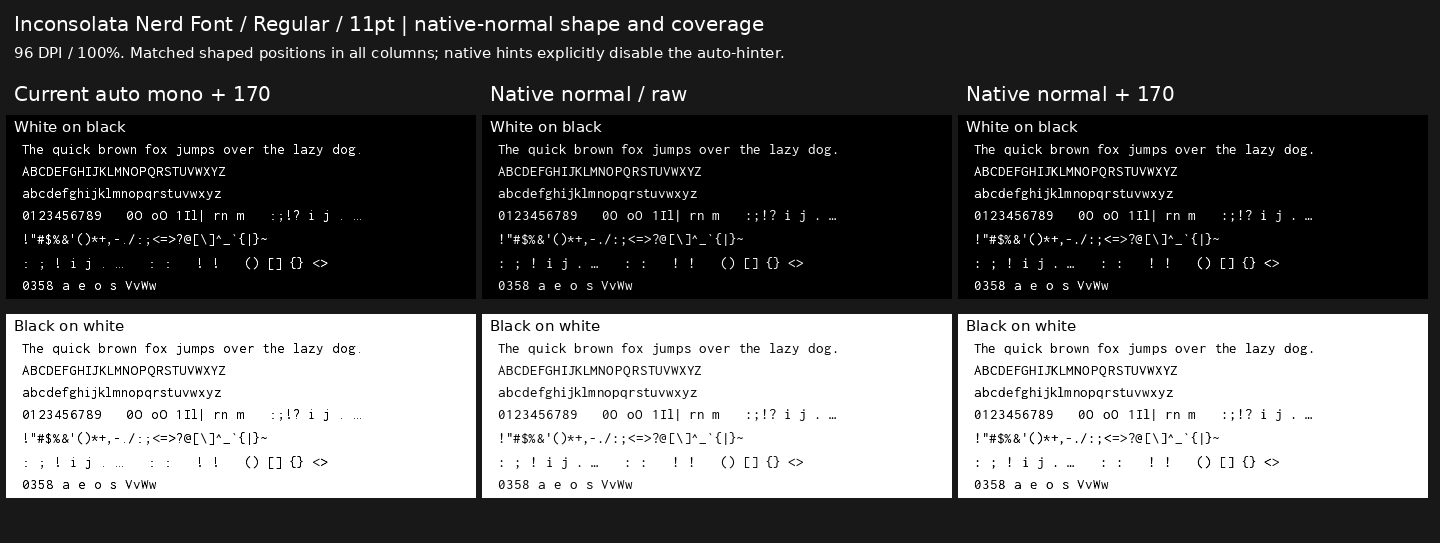 Inconsolata Nerd Font / Regular / 11pt | native-normal shape and coverage
96 DPI / 100%. Matched shaped positions in all columns; native hints explicitly disable the auto-hinter.
Current auto mono + 170
White on black
The quick brown fox jumps over the lazy dog.
ABCDEFGHIJKLMNOPQRSTUVWXYZ
abcdefghijklmnopqrstuvwxyz
0123456789   0O oO 1Il| rn m   :;!? i j . …
!"#$%&'()*+,-./:;<=>?@[\]^_`{|}~
: ; ! i j . …   : :   ! !   () [] {} <>
0358 a e o s VvWw
Black on white
The quick brown fox jumps over the lazy dog.
ABCDEFGHIJKLMNOPQRSTUVWXYZ
abcdefghijklmnopqrstuvwxyz
0123456789   0O oO 1Il| rn m   :;!? i j . …
!"#$%&'()*+,-./:;<=>?@[\]^_`{|}~
: ; ! i j . …   : :   ! !   () [] {} <>
0358 a e o s VvWw
Native normal / raw
White on black
The quick brown fox jumps over the lazy dog.
ABCDEFGHIJKLMNOPQRSTUVWXYZ
abcdefghijklmnopqrstuvwxyz
0123456789   0O oO 1Il| rn m   :;!? i j . …
!"#$%&'()*+,-./:;<=>?@[\]^_`{|}~
: ; ! i j . …   : :   ! !   () [] {} <>
0358 a e o s VvWw
Black on white
The quick brown fox jumps over the lazy dog.
ABCDEFGHIJKLMNOPQRSTUVWXYZ
abcdefghijklmnopqrstuvwxyz
0123456789   0O oO 1Il| rn m   :;!? i j . …
!"#$%&'()*+,-./:;<=>?@[\]^_`{|}~
: ; ! i j . …   : :   ! !   () [] {} <>
0358 a e o s VvWw
Native normal + 170
White on black
The quick brown fox jumps over the lazy dog.
ABCDEFGHIJKLMNOPQRSTUVWXYZ
abcdefghijklmnopqrstuvwxyz
0123456789   0O oO 1Il| rn m   :;!? i j . …
!"#$%&'()*+,-./:;<=>?@[\]^_`{|}~
: ; ! i j . …   : :   ! !   () [] {} <>
0358 a e o s VvWw
Black on white
The quick brown fox jumps over the lazy dog.
ABCDEFGHIJKLMNOPQRSTUVWXYZ
abcdefghijklmnopqrstuvwxyz
0123456789   0O oO 1Il| rn m   :;!? i j . …
!"#$%&'()*+,-./:;<=>?@[\]^_`{|}~
: ; ! i j . …   : :   ! !   () [] {} <>
0358 a e o s VvWw